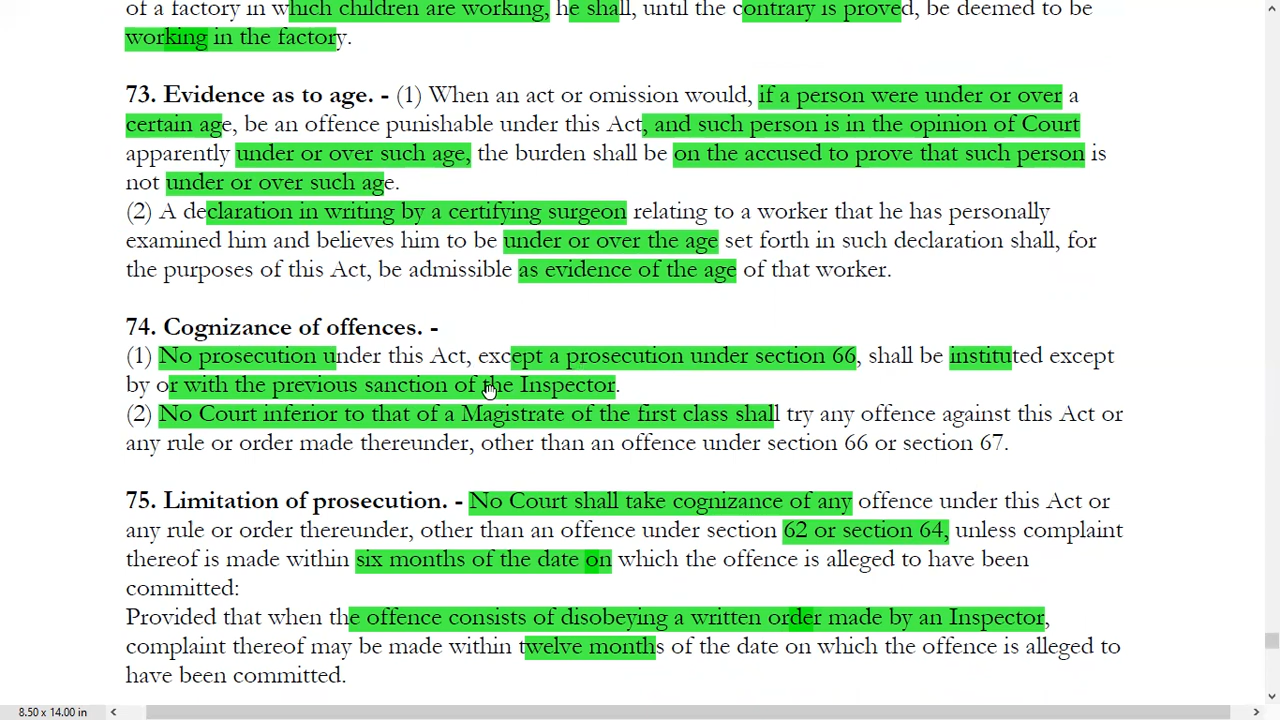 of a factory in which children are working, he shall, until the contrary is proved, be deemed to be
working in the factory.
73. Evidence as to age. - (1) When an act or omission would, if a person were under or over a
certain age, be an offence punishable under this Act, and such person is in the opinion of Court
apparently under or over such age, the burden shall be on the accused to prove that such person is
not under or over such age.
(2) A declaration in writing by a certifying surgeon relating to a worker that he has personally
examined him and believes him to be under or over the age set forth in such declaration shall, for
the purposes of this Act, be admissible as evidence of the age of that worker.
74. Cognizance of offences. -
(1) No prosecution under this Act, except a prosecution under section 66, shall be instituted except
by or with the previous sanction of the Inspector.
(2) No Court inferior to that of a Magistrate of the first class shall try any offence against this Act or
any rule or order made thereunder, other than an offence under section 66 or section 67.
75. Limitation of prosecution. - No Court shall take cognizance of any offence under this Act or
any rule or order thereunder, other than an offence under section 62 or section 64, unless complaint
thereof is made within six months of the date on which the offence is alleged to have been
committed:
Provided that when the offence consists of disobeying a written order made by an Inspector,
complaint thereof may be made within twelve months of the date on which the offence is alleged to
have been committed.
8.50 x 14.00 in